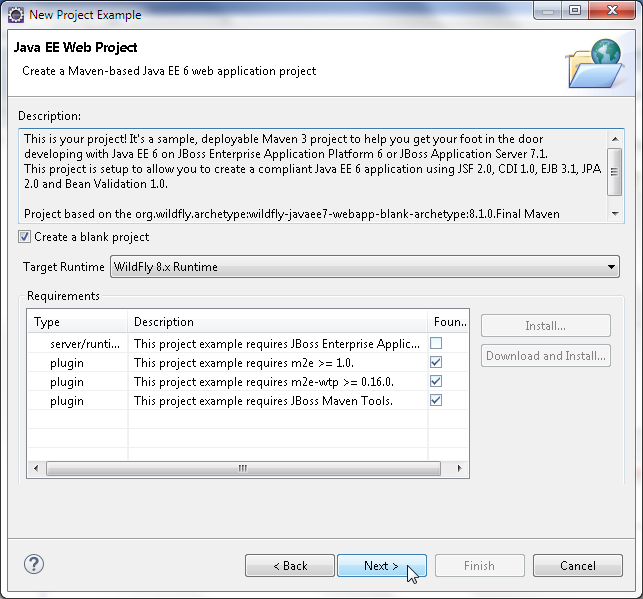 New Project Example
Java EE Web Project
Create a Maven-based Java EE 6 web application project
Description:
This is your project! It's a sample, deployable Maven 3 project to help you get your foot in the door
developing with Java EE 6 on JBoss Enterprise Application Platform 6 or JBoss Application Server 7.1.
This project is setup to allow you to create a compliant Java EE 6 application using JSF 2.0, CDI 1.0, EJB 3.1, JPA
2.0 and Bean Validation 1.0.
Project based on the org.wildfly.archetype:wildfly-javaee7-webapp-blank-archetype:8.1.0.Final Maven
Create a blank project
Target Runtime WildFly 8.x Runtime
Requirements
Type Description Foun...
server/runti... This project example requires JBoss Enterprise Applic...
plugin This project example requires m2e >= 1.0.
plugin This project example requires m2e-wtp >= 0.16.0.
plugin This project example requires JBoss Maven Tools.
Install...
Download and Install...
? < Back Next > Finish Cancel